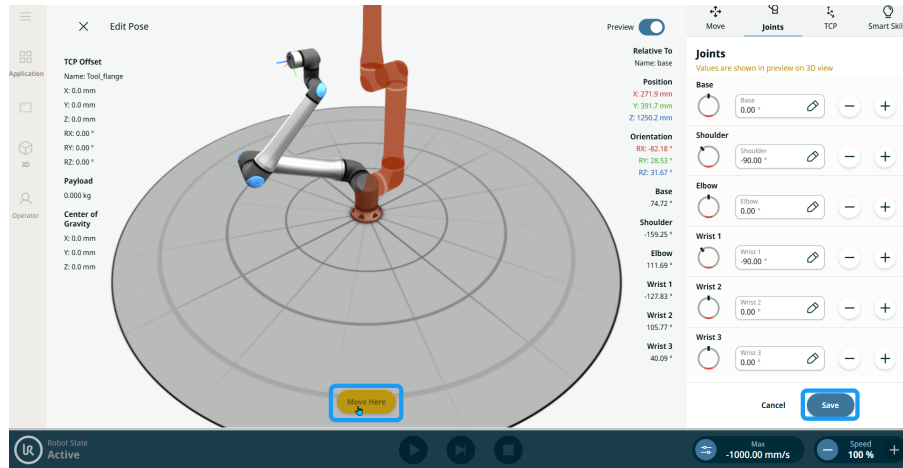 Edit Pose
Preview
Move
Joints
TCP
Smart Skil
Application
3D
Operator
TCP Offset
Name: Tool_flange
X: 0.0 mm
Y: 0.0 mm
Z: 0.0 mm
RX: 0.00 °
RY: 0.00 °
RZ: 0.00 °
Payload
0.000 kg
Center of
Gravity
X: 0.0 mm
Y: 0.0 mm
Z: 0.0 mm
Relative To
Name: base
Position
X: 271.9 mm
Y: 391.7 mm
Z: 1250.2 mm
Orientation
RX: -82.18 °
RY: 28.53 °
RZ: 31.67 °
Base
74.72 °
Shoulder
-159.25 °
Elbow
111.69 °
Wrist 1
-127.83 °
Wrist 2
105.77 °
Wrist 3
40.09 °
Joints
Values are shown in preview on 3D view
Base
Base
0.00 °
Shoulder
Shoulder
-90.00 °
Elbow
Elbow
0.00 °
Wrist 1
Wrist 1
-90.00 °
Wrist 2
Wrist 2
0.00 °
Wrist 3
Wrist 3
0.00 °
Move Here
Cancel
Save
UR
Robot State
Active
Max
-1000.00 mm/s
Speed
100 %